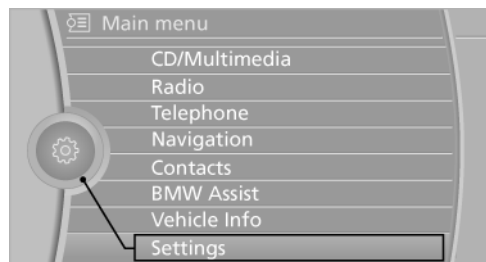 Main menu
CD/Multimedia
Radio
Telephone
Navigation
Contacts
BMW Assist
Vehicle Info
Settings